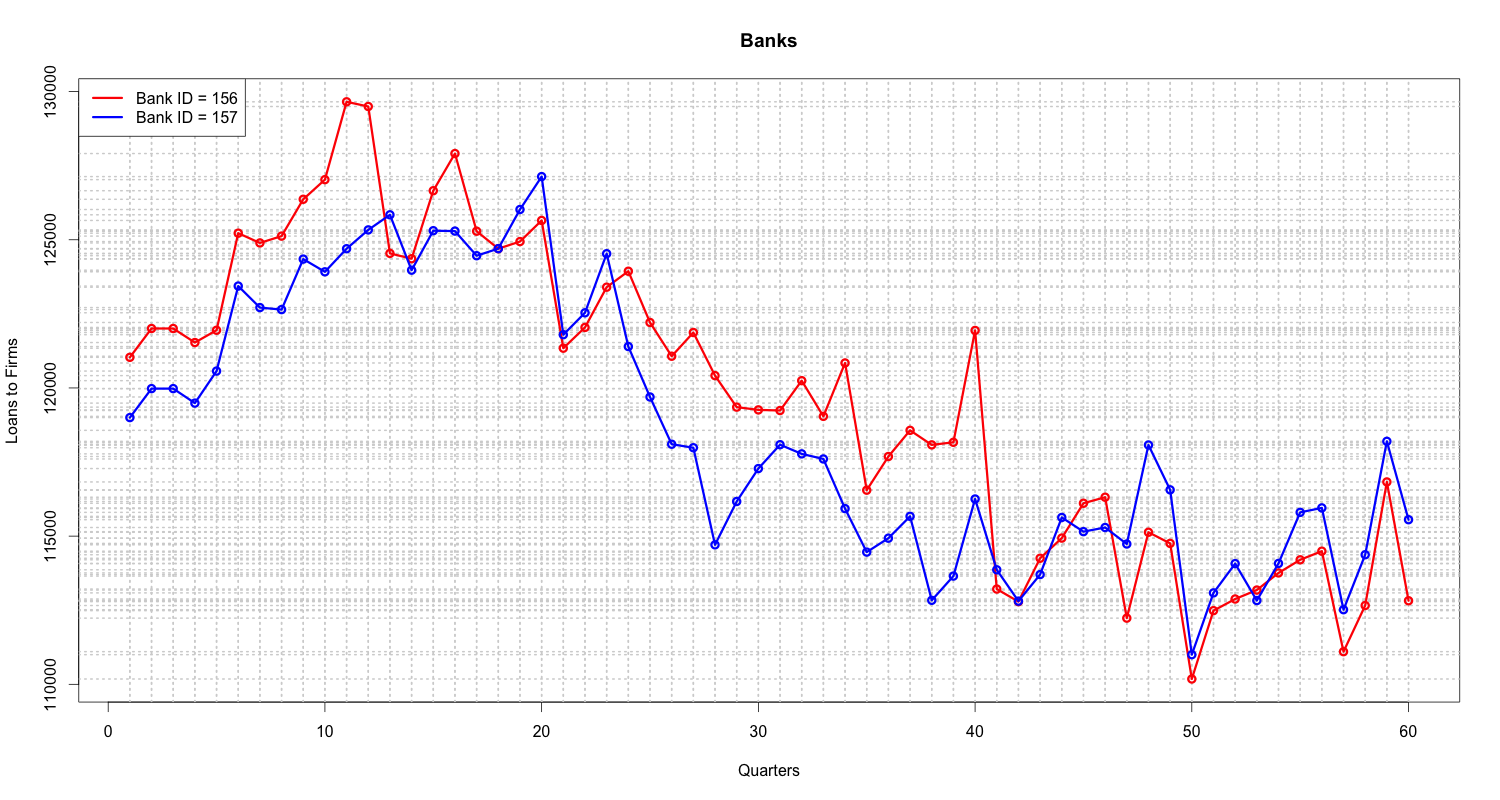 Banks
Bank ID = 156
Bank ID = 157
Loans to Firms
130000
125000
120000
115000
110000
0 10 20 30 40 50 60
Quarters